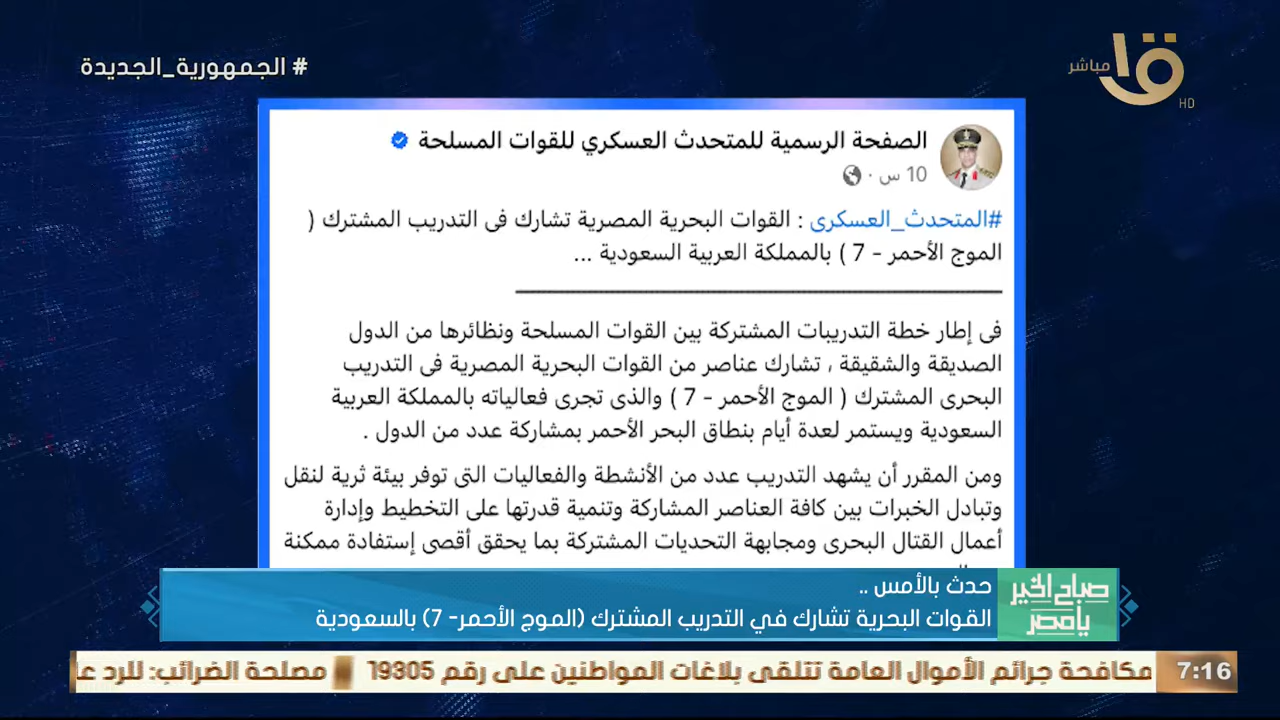 # الجمهورية_الجديدة
مباشر
HD
الصفحة الرسمية للمتحدث العسكري للقوات المسلحة
10 س ·
#المتحدث_العسكرى : القوات البحرية المصرية تشارك فى التدريب المشترك (
الموج الأحمر - 7 ) بالمملكة العربية السعودية ...
فى إطار خطة التدريبات المشتركة بين القوات المسلحة ونظائرها من الدول
الصديقة والشقيقة ، تشارك عناصر من القوات البحرية المصرية فى التدريب
البحرى المشترك ( الموج الأحمر - 7 ) والذى تجرى فعالياته بالمملكة العربية
السعودية ويستمر لعدة أيام بنطاق البحر الأحمر بمشاركة عدد من الدول .
ومن المقرر أن يشهد التدريب عدد من الأنشطة والفعاليات التى توفر بيئة ثرية لنقل
وتبادل الخبرات بين كافة العناصر المشاركة وتنمية قدرتها على التخطيط وإدارة
أعمال القتال البحرى ومجابهة التحديات المشتركة بما يحقق أقصى إستفادة ممكنة
صباح الخير
يا مصر
حدث بالأمس ..
القوات البحرية تشارك في التدريب المشترك (الموج الأحمر- 7) بالسعودية
7:16
مكافحة جرائم الأموال العامة تتلقى بلاغات المواطنين على رقم 19305
مصلحة الضرائب: للرد عا